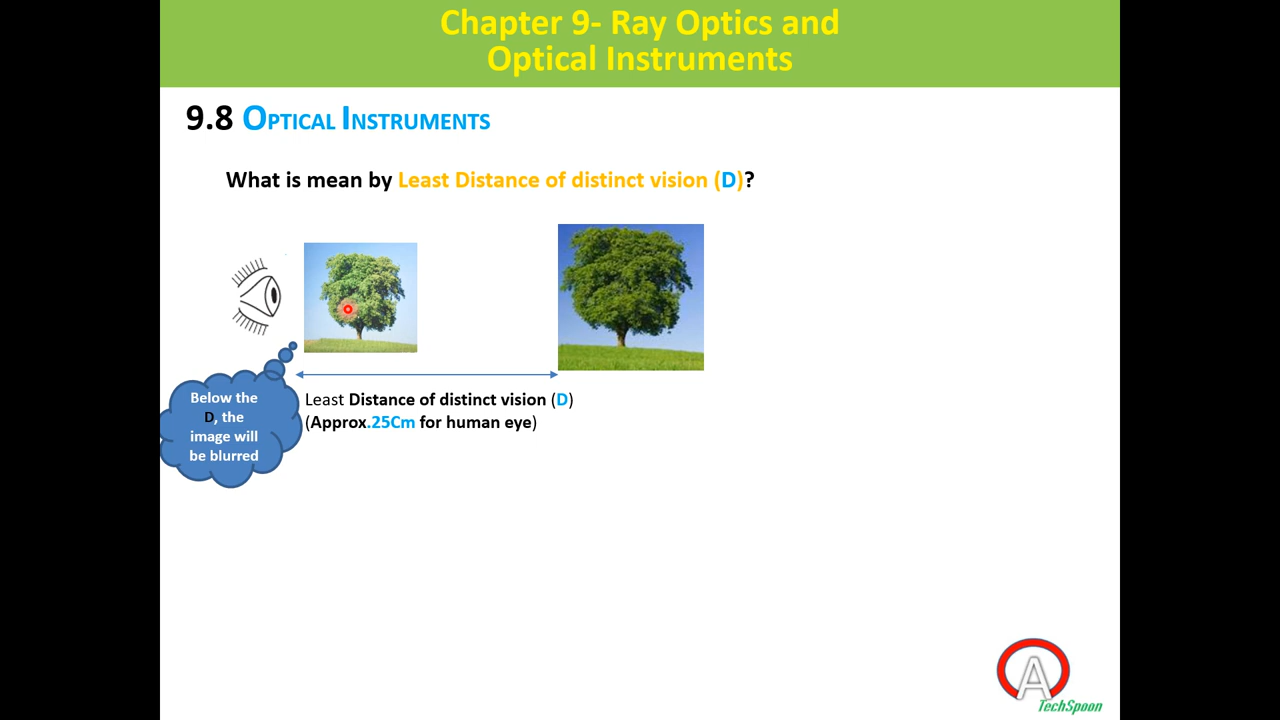 Chapter 9- Ray Optics and
Optical Instruments
9.8 Optical Instruments
What is mean by Least Distance of distinct vision (D)?
Below the
D, the
image will
be blurred
Least Distance of distinct vision (D)
(Approx.25Cm for human eye)
A
TechSpoon